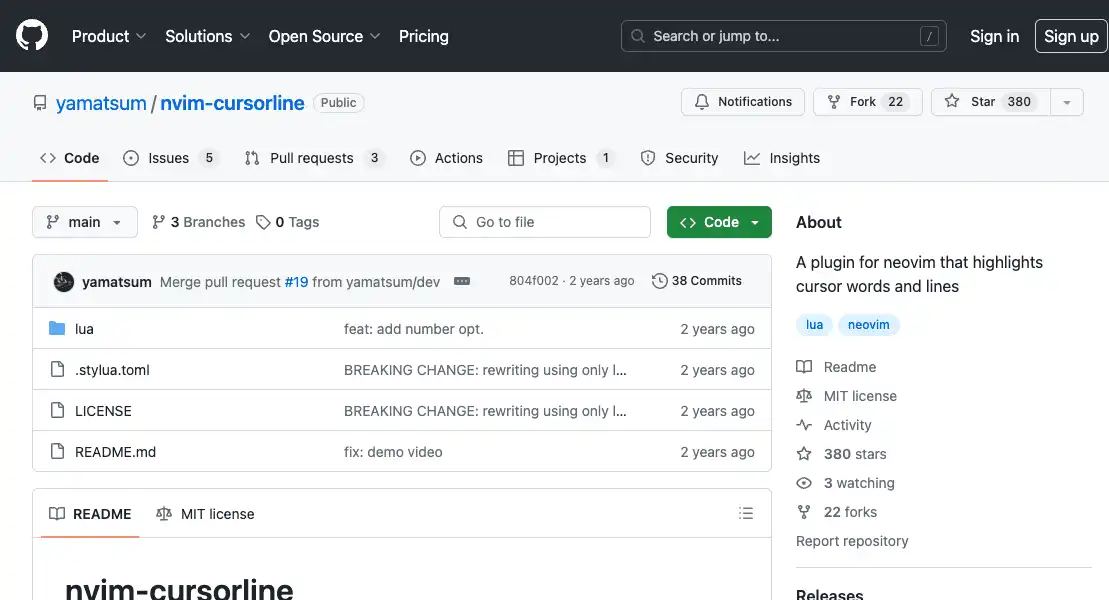 Product Solutions Open Source Pricing Search or jump to... / Sign in Sign up
yamatsum / nvim-cursorline Public Notifications Fork 22 Star 380
Code Issues 5 Pull requests 3 Actions Projects 1 Security Insights
main 3 Branches 0 Tags Go to file Code
yamatsum Merge pull request #19 from yamatsum/dev 804f002 · 2 years ago 38 Commits
lua feat: add number opt. 2 years ago
.stylua.toml BREAKING CHANGE: rewriting using only l... 2 years ago
LICENSE BREAKING CHANGE: rewriting using only l... 2 years ago
README.md fix: demo video 2 years ago
README MIT license
nvim-cursorline
About
A plugin for neovim that highlights
cursor words and lines
lua neovim
Readme
MIT license
Activity
380 stars
3 watching
22 forks
Report repository
Releases